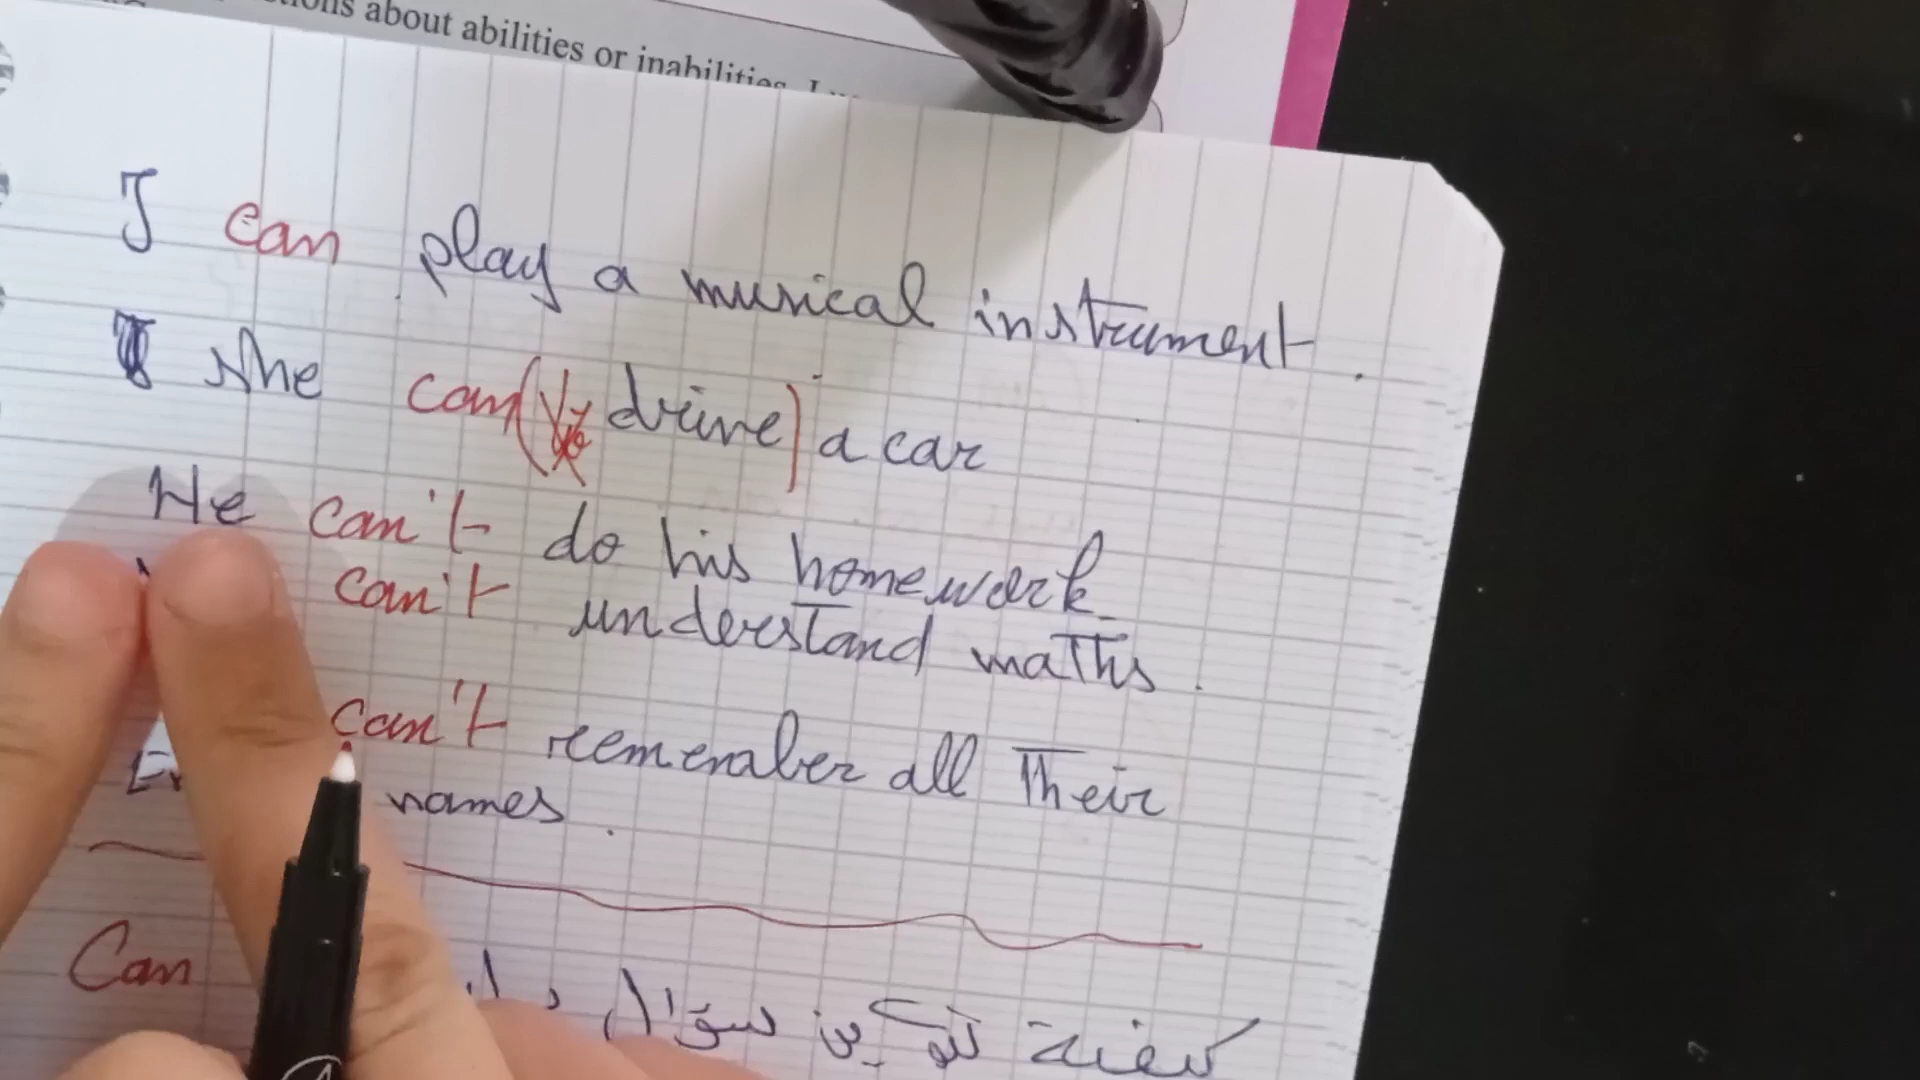 about abilities or inabilities.
I can play a musical instrument.
She can (drive) a car
He can't do his homework
can't understand maths.
can't remember all their
names.
Can كيفية تكوين سؤال